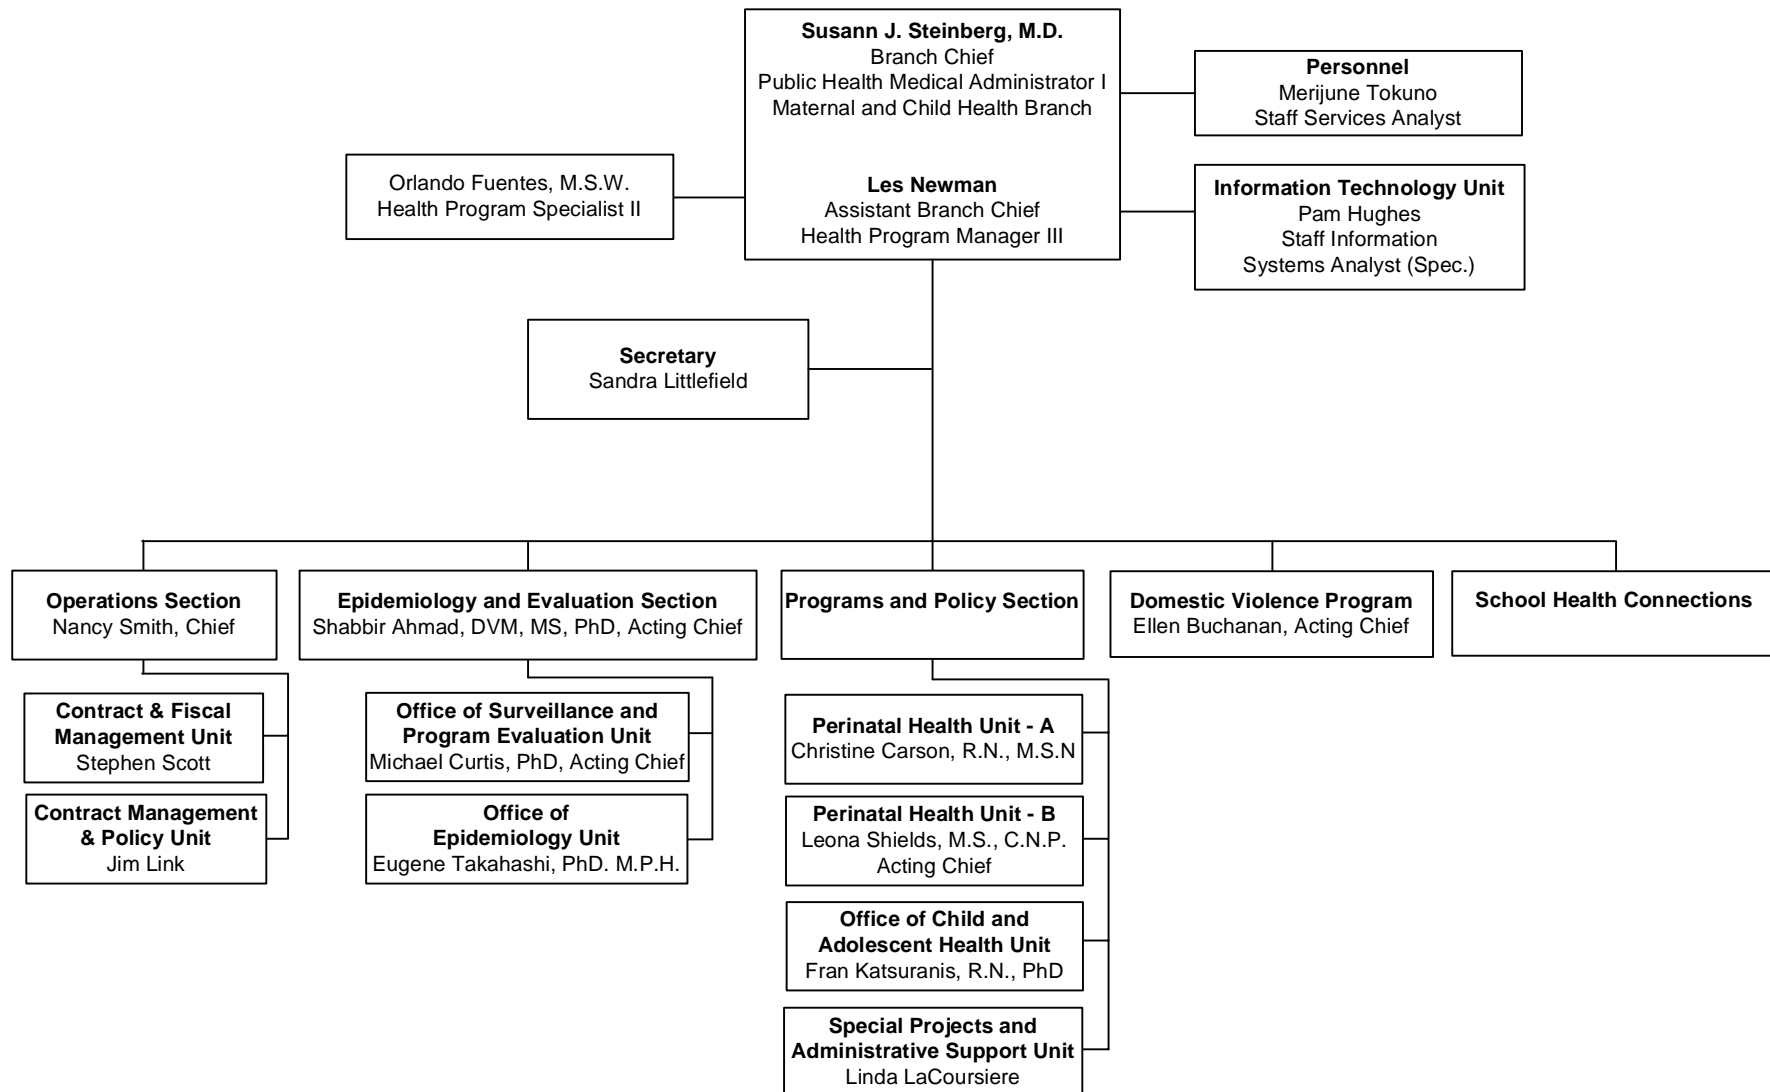 Susann J. Steinberg, M.D.
Branch Chief
Public Health Medical Administrator I
Maternal and Child Health Branch
Les Newman
Assistant Branch Chief
Health Program Manager III
Personnel
Merijune Tokuno
Staff Services Analyst
Orlando Fuentes, M.S.W.
Health Program Specialist II
Information Technology Unit
Pam Hughes
Staff Information
Systems Analyst (Spec.)
Secretary
Sandra Littlefield
Operations Section
Nancy Smith, Chief
Epidemiology and Evaluation Section
Shabbir Ahmad, DVM, MS, PhD, Acting Chief
Programs and Policy Section
Domestic Violence Program
Ellen Buchanan, Acting Chief
School Health Connections
Contract & Fiscal
Management Unit
Stephen Scott
Contract Management
& Policy Unit
Jim Link
Office of Surveillance and
Program Evaluation Unit
Michael Curtis, PhD, Acting Chief
Office of
Epidemiology Unit
Eugene Takahashi, PhD. M.P.H.
Perinatal Health Unit - A
Christine Carson, R.N., M.S.N
Perinatal Health Unit - B
Leona Shields, M.S., C.N.P.
Acting Chief
Office of Child and
Adolescent Health Unit
Fran Katsuranis, R.N., PhD
Special Projects and
Administrative Support Unit
Linda LaCoursiere